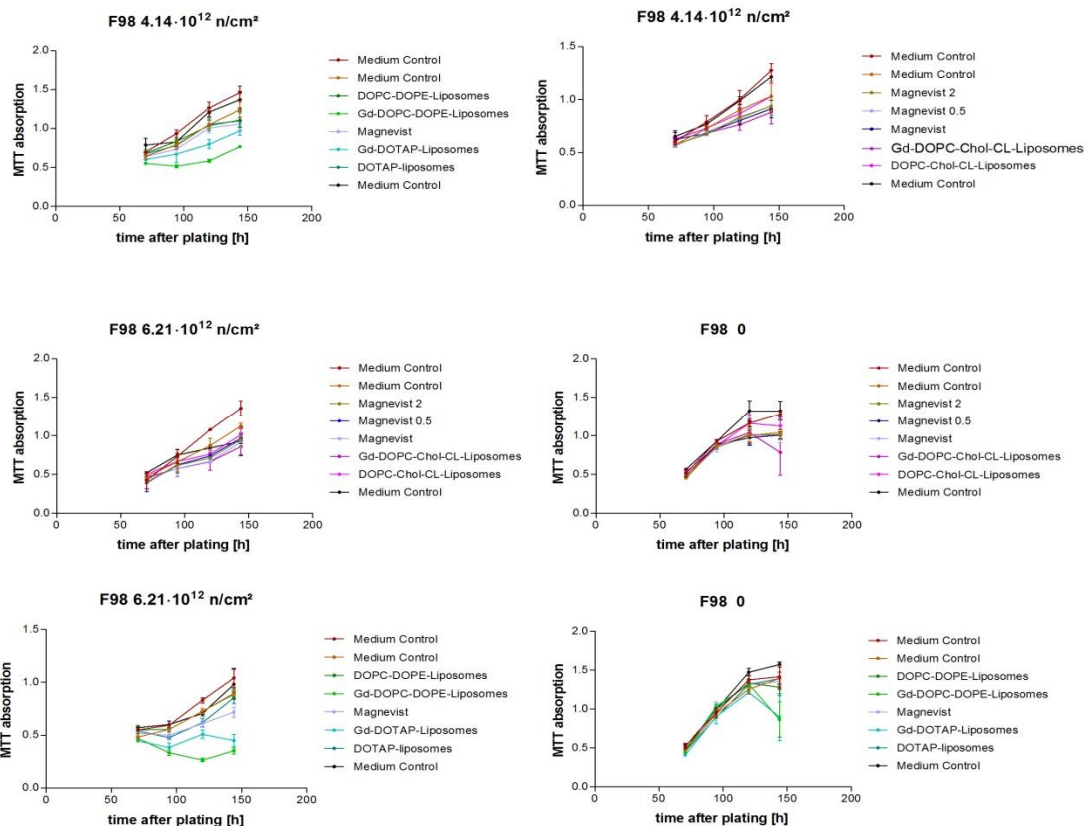 F98 4.14·10¹² n/cm²
MTT absorption
2.0
1.5
1.0
0.5
0.0
0
50
100
150
200
time after plating [h]
Medium Control
Medium Control
DOPC-DOPE-Liposomes
Gd-DOPC-DOPE-Liposomes
Magnevist
Gd-DOTAP-Liposomes
DOTAP-liposomes
Medium Control
F98 4.14·10¹² n/cm²
MTT absorption
1.5
1.0
0.5
0.0
0
50
100
150
200
time after plating [h]
Medium Control
Medium Control
Magnevist 2
Magnevist 0.5
Magnevist
Gd-DOPC-Chol-CL-Liposomes
DOPC-Chol-CL-Liposomes
Medium Control
F98 6.21·10¹² n/cm²
MTT absorption
2.0
1.5
1.0
0.5
0.0
0
50
100
150
200
time after plating [h]
Medium Control
Medium Control
Magnevist 2
Magnevist 0.5
Magnevist
Gd-DOPC-Chol-CL-Liposomes
DOPC-Chol-CL-Liposomes
Medium Control
F98 0
MTT absorption
2.0
1.5
1.0
0.5
0.0
0
50
100
150
200
time after plating [h]
Medium Control
Medium Control
Magnevist 2
Magnevist 0.5
Magnevist
Gd-DOPC-Chol-CL-Liposomes
DOPC-Chol-CL-Liposomes
Medium Control
F98 6.21·10¹² n/cm²
MTT absorption
1.5
1.0
0.5
0.0
0
50
100
150
200
time after plating [h]
Medium Control
Medium Control
DOPC-DOPE-Liposomes
Gd-DOPC-DOPE-Liposomes
Magnevist
Gd-DOTAP-Liposomes
DOTAP-liposomes
Medium Control
F98 0
MTT absorption
2.0
1.5
1.0
0.5
0.0
0
50
100
150
200
time after plating [h]
Medium Control
Medium Control
DOPC-DOPE-Liposomes
Gd-DOPC-DOPE-Liposomes
Magnevist
Gd-DOTAP-Liposomes
DOTAP-liposomes
Medium Control